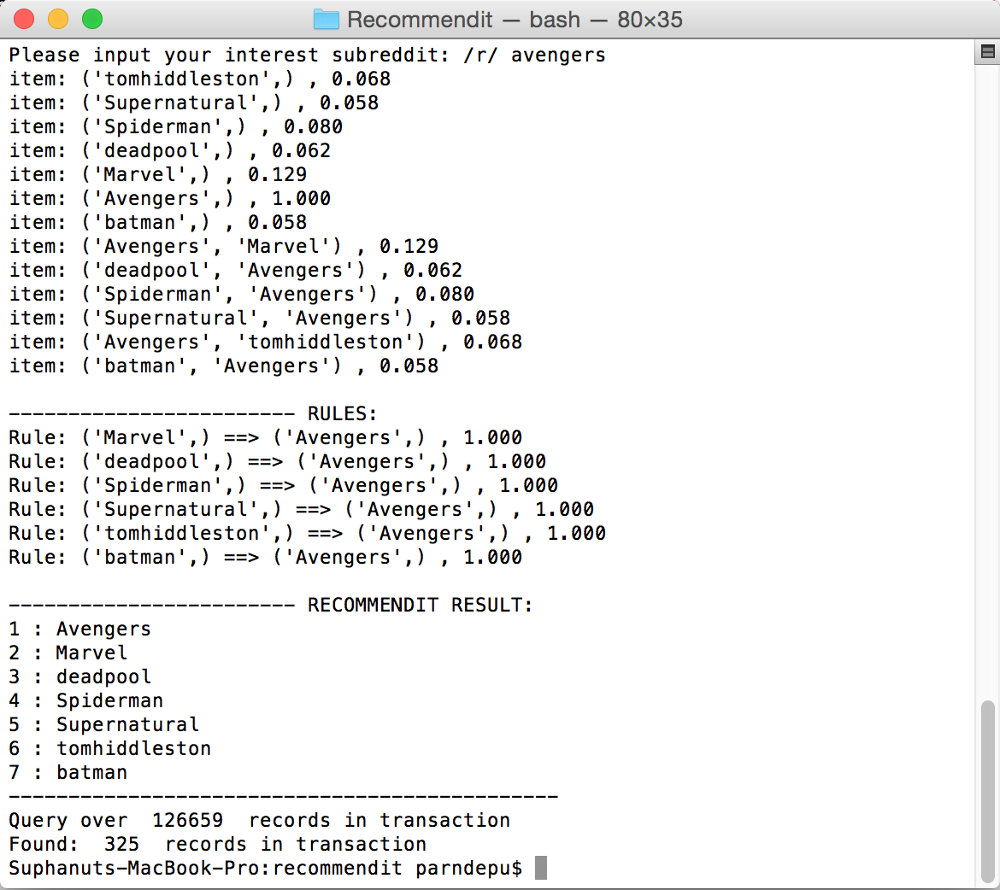 Recommendit — bash — 80×35
Please input your interest subreddit: /r/ avengers
item: ('tomhiddleston',) , 0.068
item: ('Supernatural',) , 0.058
item: ('Spiderman',) , 0.080
item: ('deadpool',) , 0.062
item: ('Marvel',) , 0.129
item: ('Avengers',) , 1.000
item: ('batman',) , 0.058
item: ('Avengers', 'Marvel') , 0.129
item: ('deadpool', 'Avengers') , 0.062
item: ('Spiderman', 'Avengers') , 0.080
item: ('Supernatural', 'Avengers') , 0.058
item: ('Avengers', 'tomhiddleston') , 0.068
item: ('batman', 'Avengers') , 0.058
------------------------ RULES:
Rule: ('Marvel',) ==> ('Avengers',) , 1.000
Rule: ('deadpool',) ==> ('Avengers',) , 1.000
Rule: ('Spiderman',) ==> ('Avengers',) , 1.000
Rule: ('Supernatural',) ==> ('Avengers',) , 1.000
Rule: ('tomhiddleston',) ==> ('Avengers',) , 1.000
Rule: ('batman',) ==> ('Avengers',) , 1.000
------------------------ RECOMMENDIT RESULT:
1 : Avengers
2 : Marvel
3 : deadpool
4 : Spiderman
5 : Supernatural
6 : tomhiddleston
7 : batman
----------------------------------------------
Query over  126659  records in transaction
Found:  325  records in transaction
Suphanuts-MacBook-Pro:recommendit parndepu$